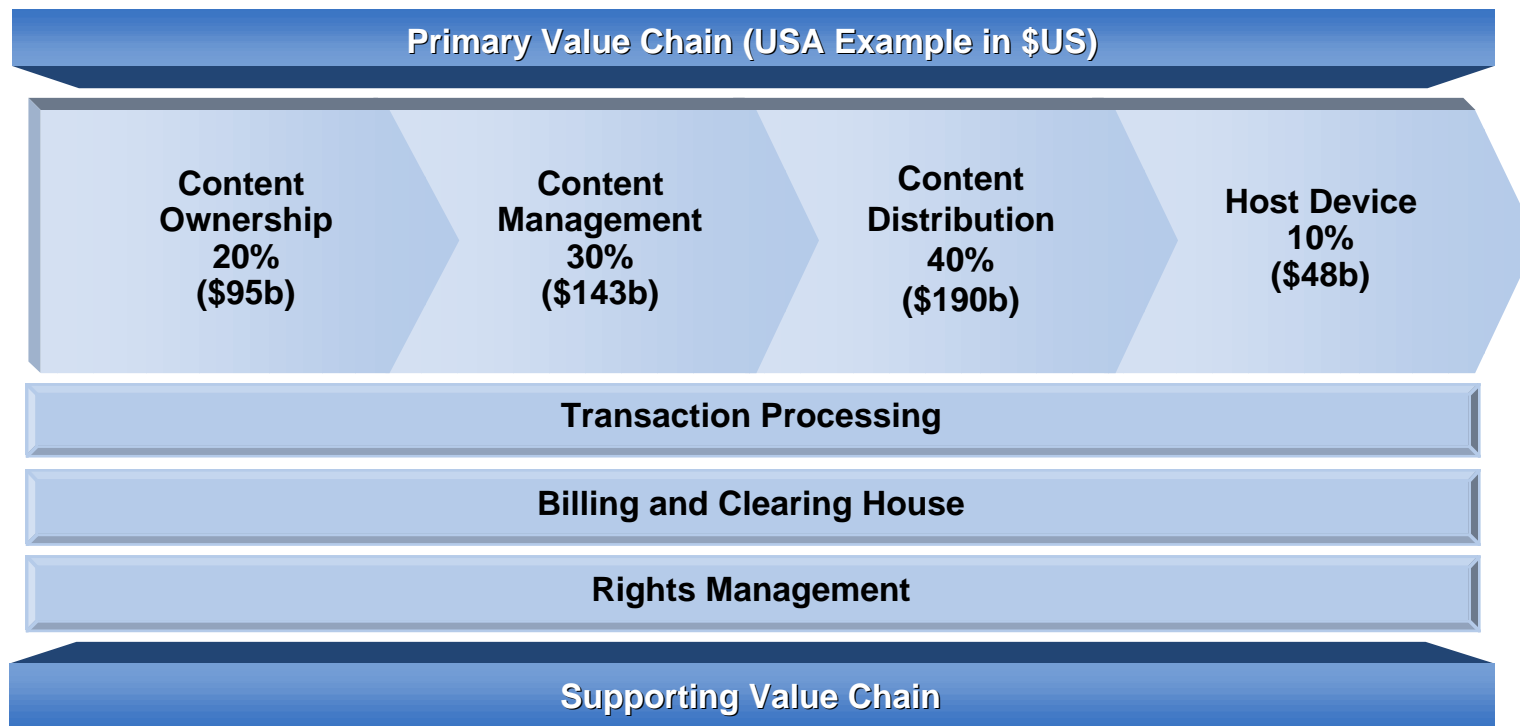 Primary Value Chain (USA Example in $US)
Content
Ownership
20%
($95b)
Content
Management
30%
($143b)
Content
Distribution
40%
($190b)
Host Device
10%
($48b)
Transaction Processing
Billing and Clearing House
Rights Management
Supporting Value Chain